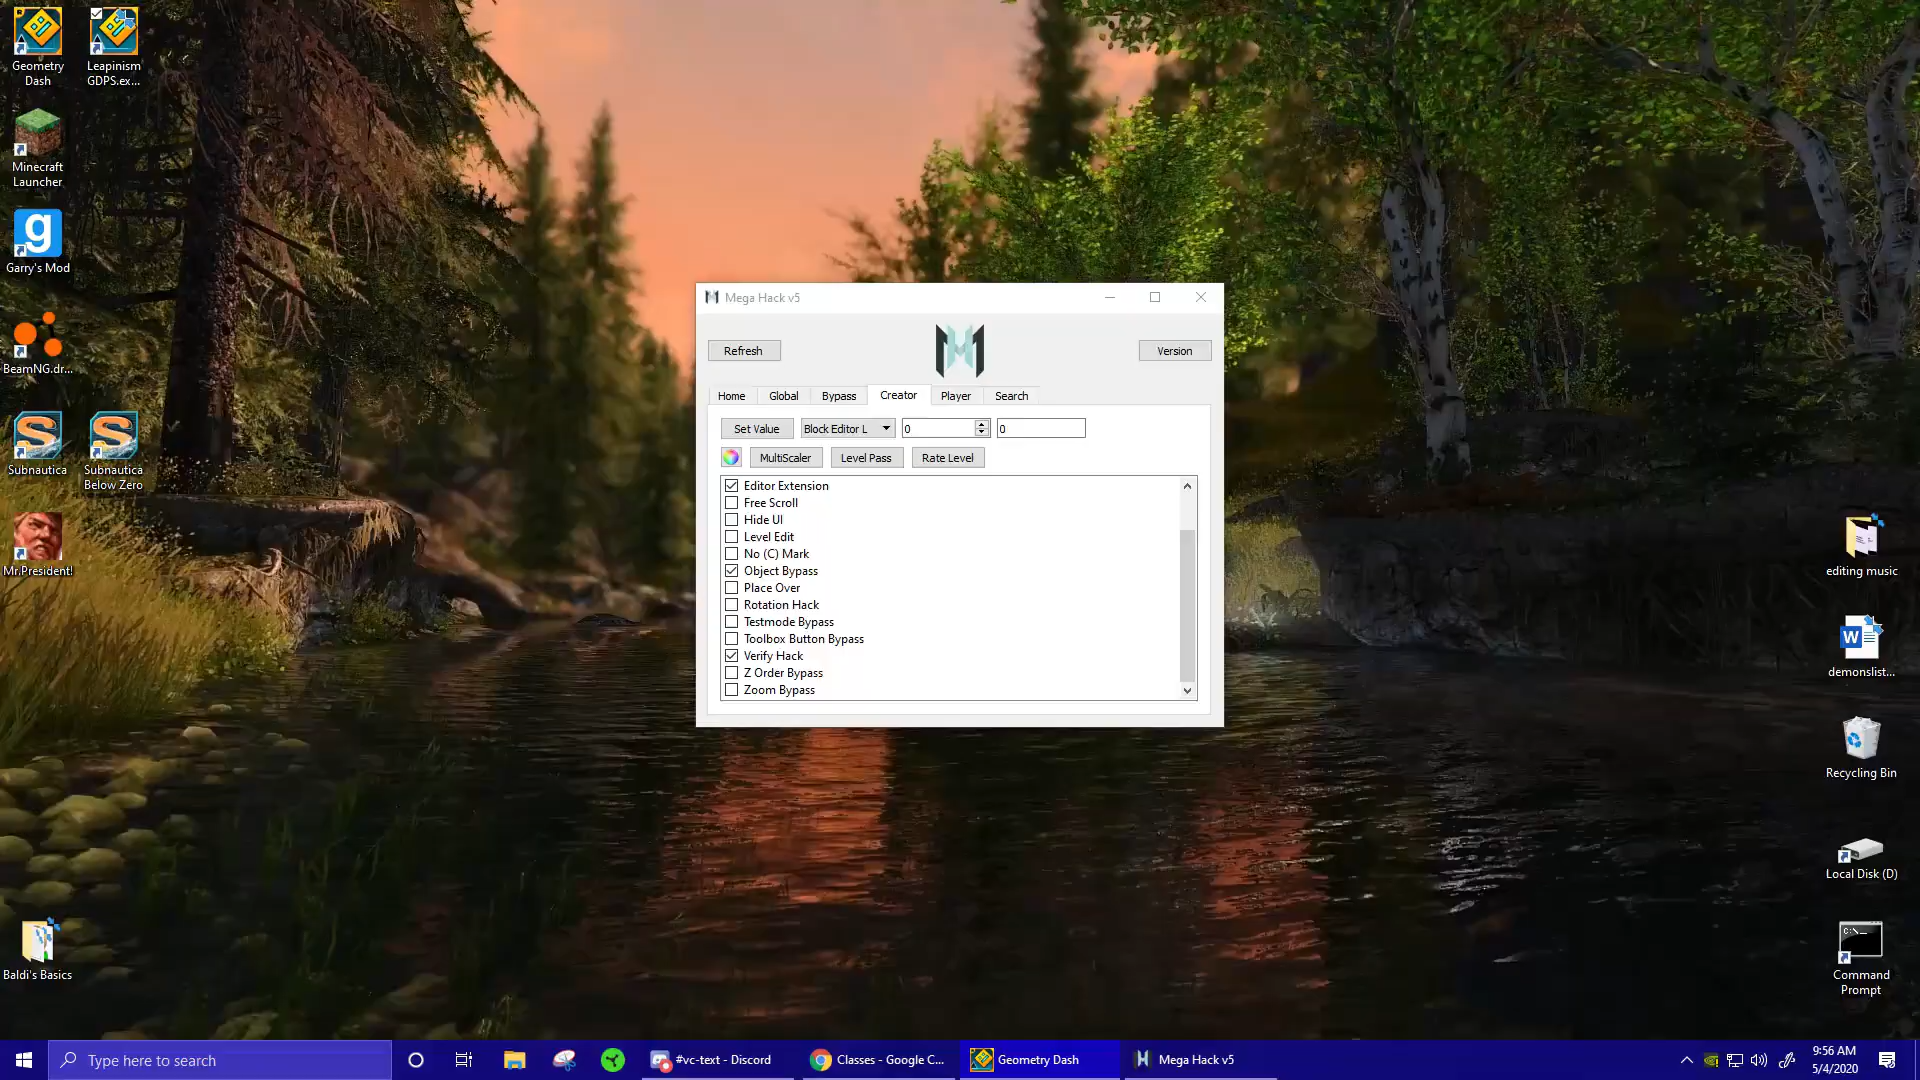 Geometry
Dash
Leapinism
GDPS.ex...
Minecraft
Launcher
g
Garry's Mod
BeamNG.dr...
Subnautica
Subnautica
Below Zero
Mr.President!
Baldi's Basics
Mega Hack v5
Refresh
Version
Home
Global
Bypass
Creator
Player
Search
Set Value
Block Editor L
0
0
MultiScaler
Level Pass
Rate Level
Editor Extension
Free Scroll
Hide UI
Level Edit
No (C) Mark
Object Bypass
Place Over
Rotation Hack
Testmode Bypass
Toolbox Button Bypass
Verify Hack
Z Order Bypass
Zoom Bypass
editing music
W
demonslist...
Recycling Bin
Local Disk (D)
C:\_
Command
Prompt
Type here to search
#vc-text - Discord
Classes - Google C...
Geometry Dash
Mega Hack v5
9:56 AM
5/4/2020